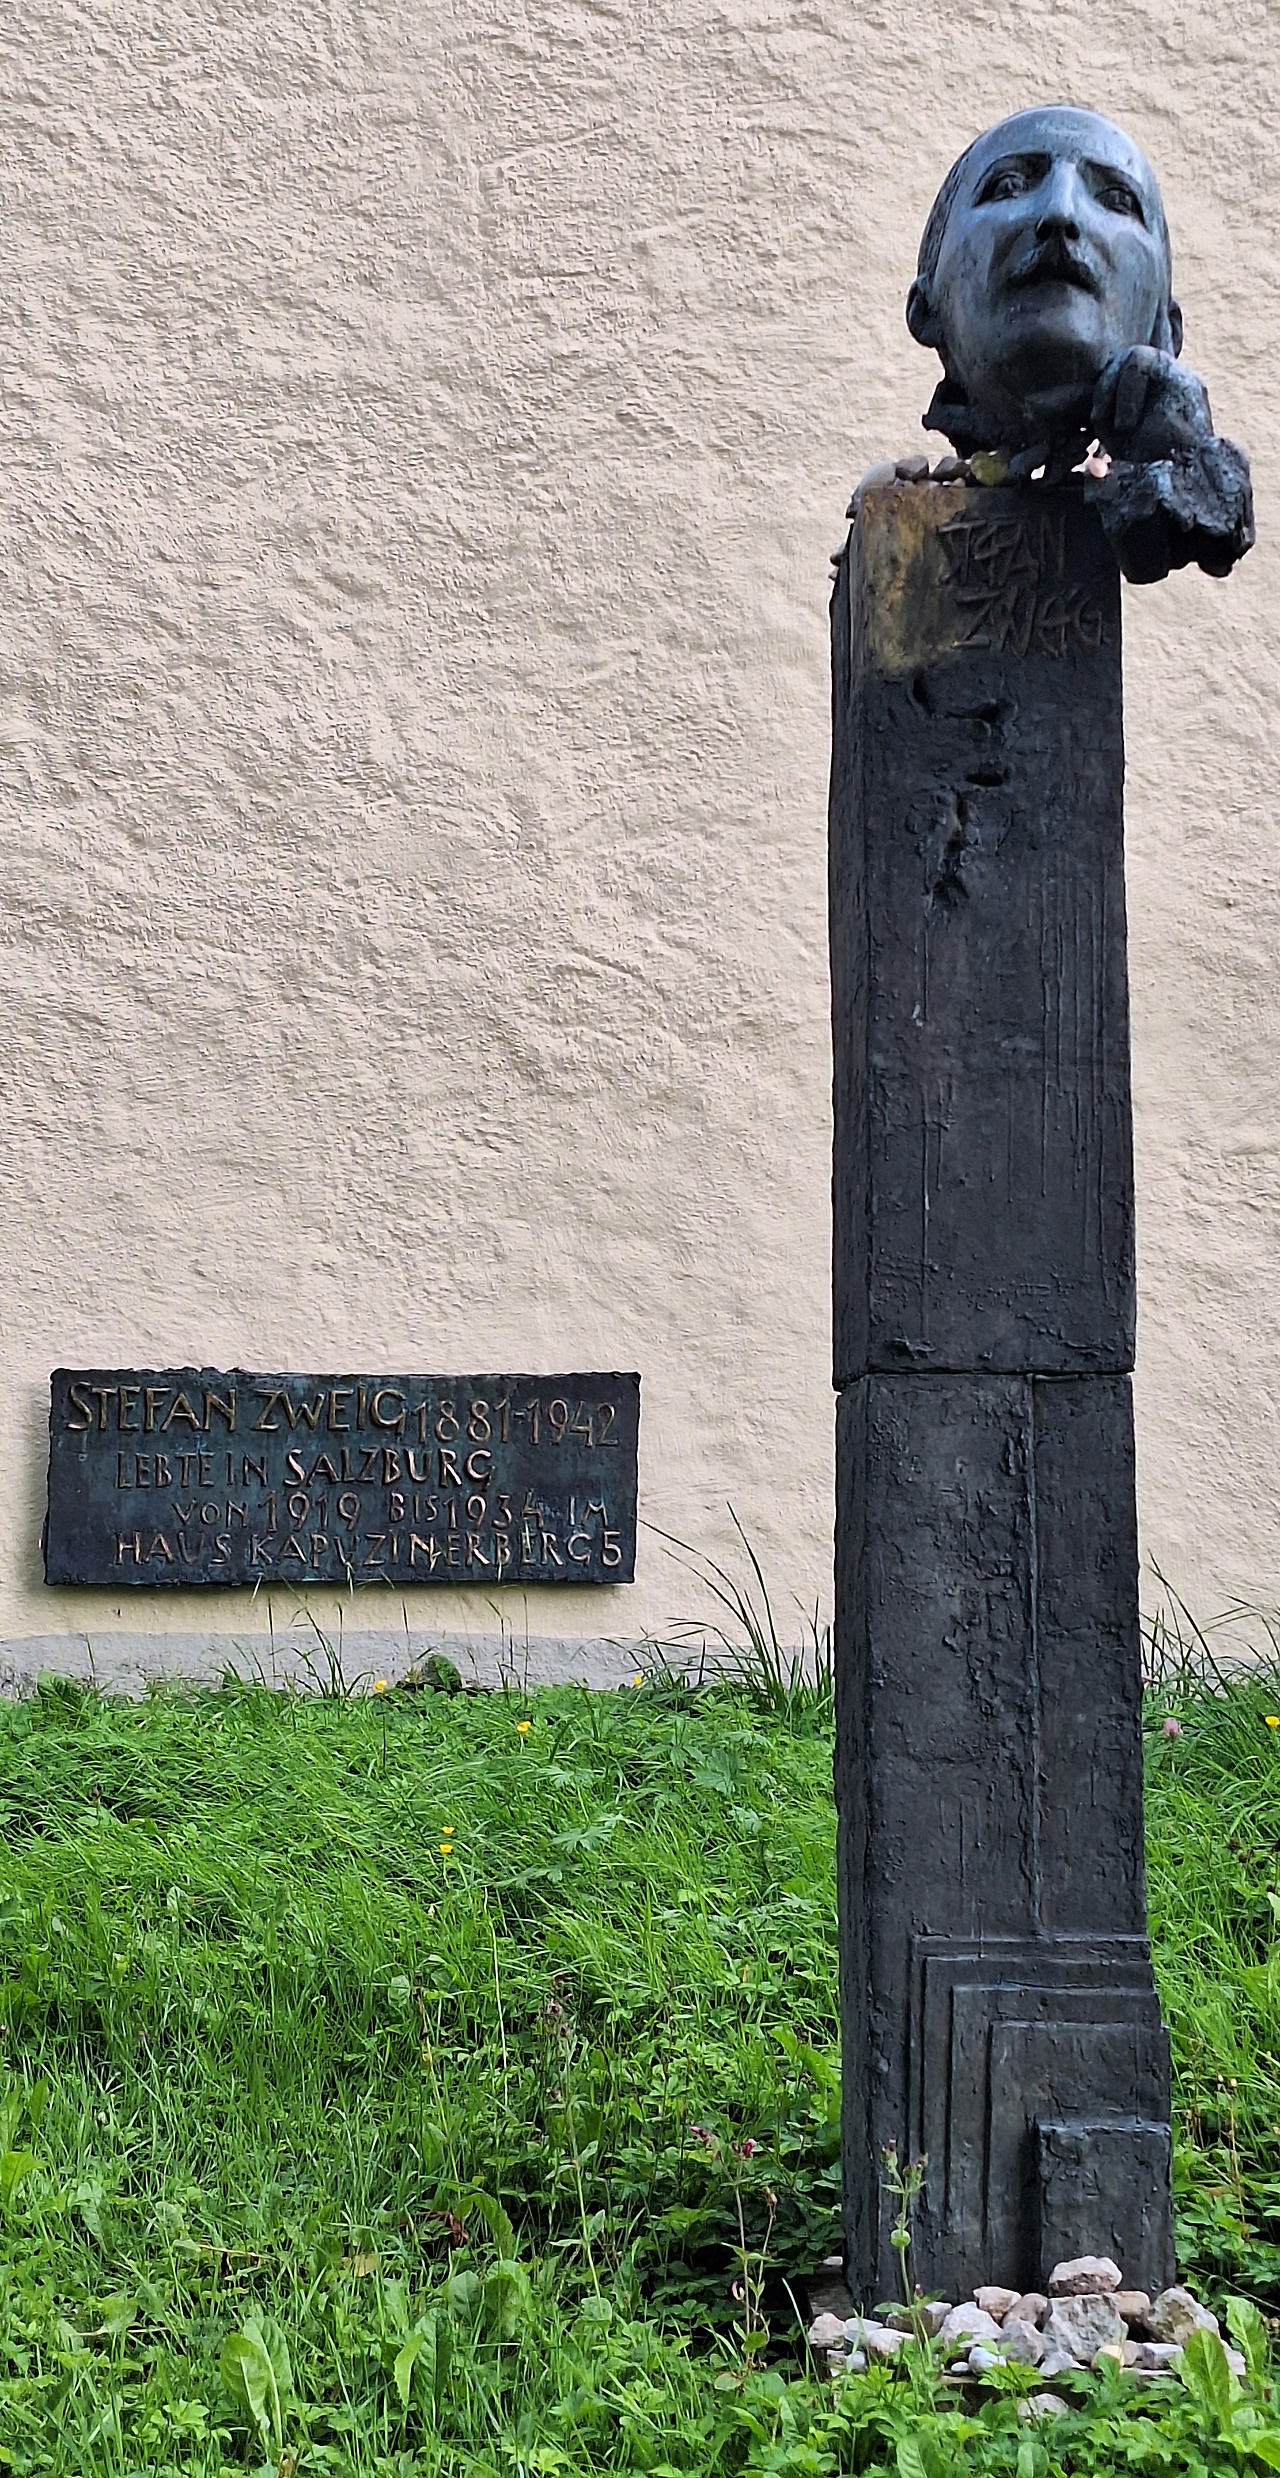 STEFAN
ZWEIG
STEFAN ZWEIG 1881-1942
LEBTE IN SALZBURG
VON 1919 BIS 1934 IM
HAUS KAPUZINERBERG 5